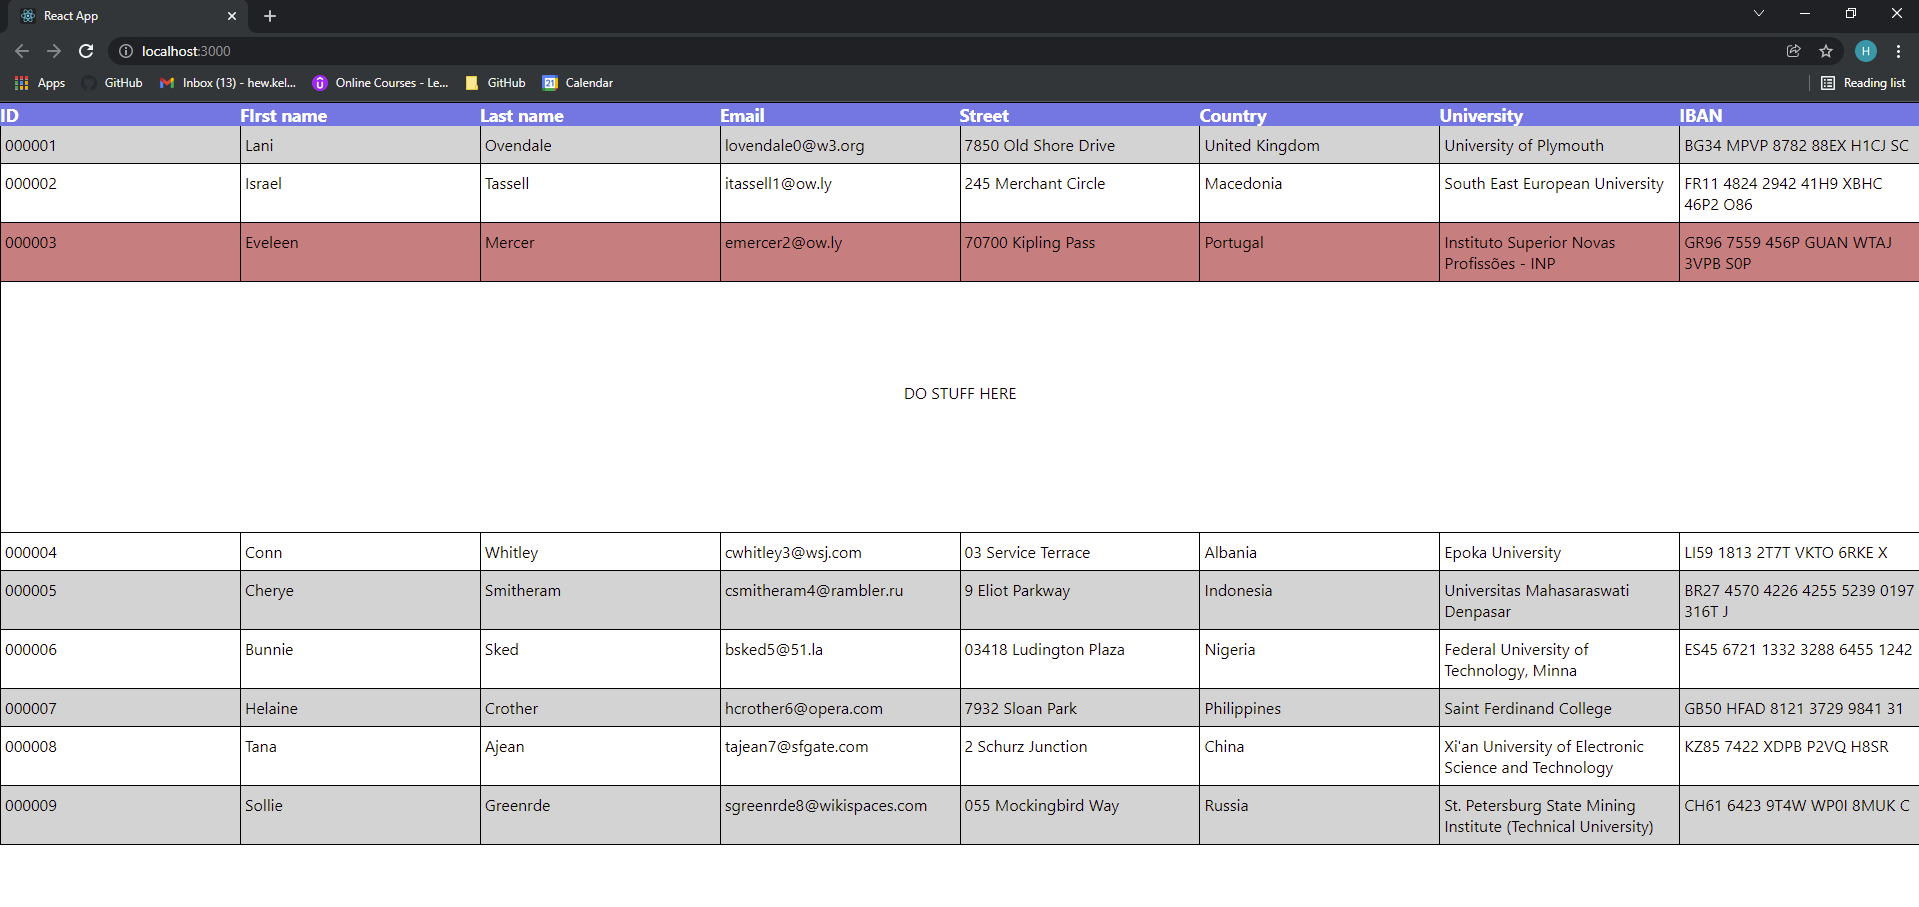 React App
localhost:3000
H
Apps GitHub Inbox (13) - hew.kel... Online Courses - Le... GitHub 21 Calendar Reading list
ID FIrst name Last name Email Street Country University IBAN
000001 Lani Ovendale lovendale0@w3.org 7850 Old Shore Drive United Kingdom University of Plymouth BG34 MPVP 8782 88EX H1CJ SC
000002 Israel Tassell itassell1@ow.ly 245 Merchant Circle Macedonia South East European University FR11 4824 2942 41H9 XBHC
46P2 O86
000003 Eveleen Mercer emercer2@ow.ly 70700 Kipling Pass Portugal Instituto Superior Novas GR96 7559 456P GUAN WTAJ
Profissões - INP 3VPB S0P
DO STUFF HERE
000004 Conn Whitley cwhitley3@wsj.com 03 Service Terrace Albania Epoka University LI59 1813 2T7T VKTO 6RKE X
000005 Cherye Smitheram csmitheram4@rambler.ru 9 Eliot Parkway Indonesia Universitas Mahasaraswati BR27 4570 4226 4255 5239 0197
Denpasar 316T J
000006 Bunnie Sked bsked5@51.la 03418 Ludington Plaza Nigeria Federal University of ES45 6721 1332 3288 6455 1242
Technology, Minna
000007 Helaine Crother hcrother6@opera.com 7932 Sloan Park Philippines Saint Ferdinand College GB50 HFAD 8121 3729 9841 31
000008 Tana Ajean tajean7@sfgate.com 2 Schurz Junction China Xi'an University of Electronic KZ85 7422 XDPB P2VQ H8SR
Science and Technology
000009 Sollie Greenrde sgreenrde8@wikispaces.com 055 Mockingbird Way Russia St. Petersburg State Mining CH61 6423 9T4W WP0I 8MUK C
Institute (Technical University)